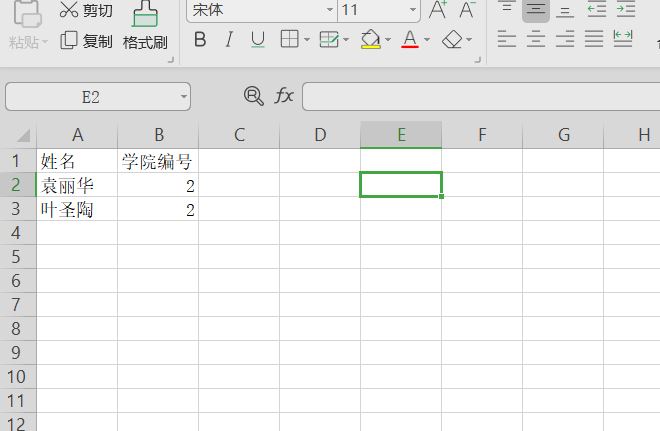 剪切 宋体 11 A+ A-
粘贴 复制 格式刷 B I U A
E2 fx
A B C D E F G H
1 姓名 学院编号
2 袁丽华 2
3 叶圣陶 2
4
5
6
7
8
9
10
11
12